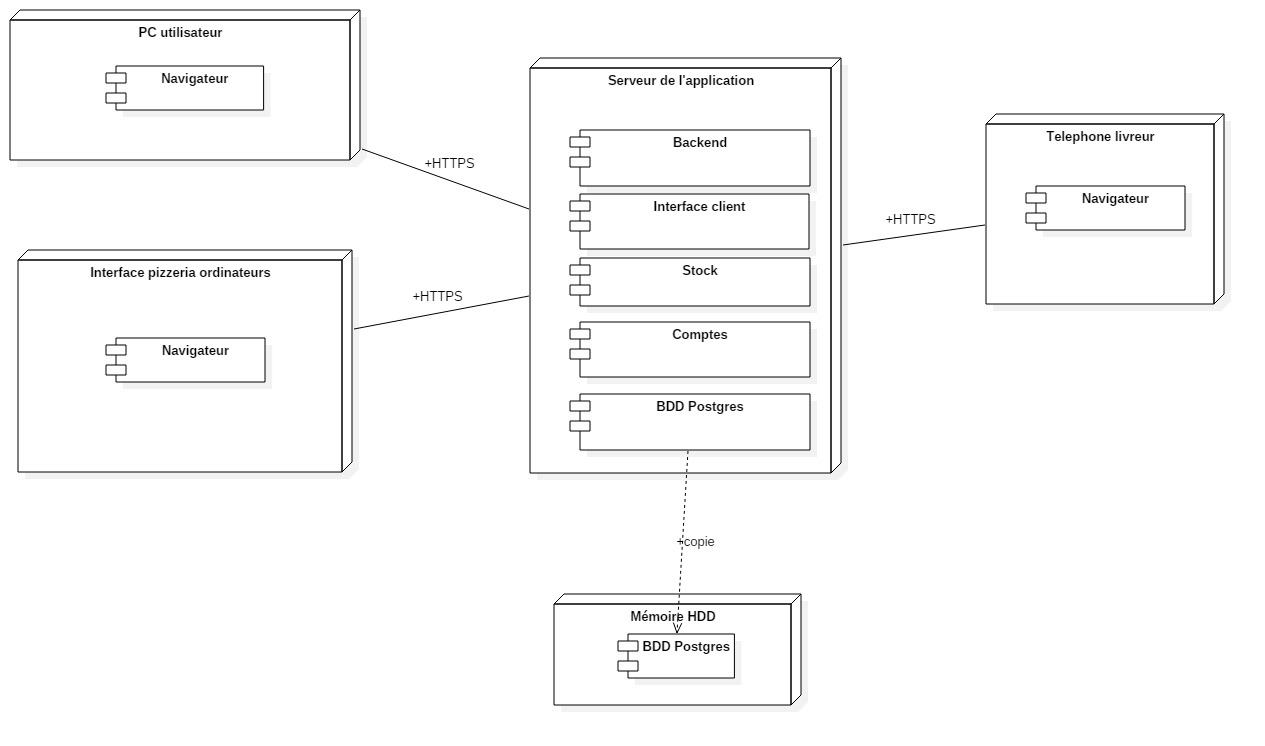 PC utilisateur
Navigateur
+HTTPS
Interface pizzeria ordinateurs
Navigateur
+HTTPS
Serveur de l'application
Backend
Interface client
Stock
Comptes
BDD Postgres
+HTTPS
Telephone livreur
Navigateur
+copie
Mémoire HDD
BDD Postgres